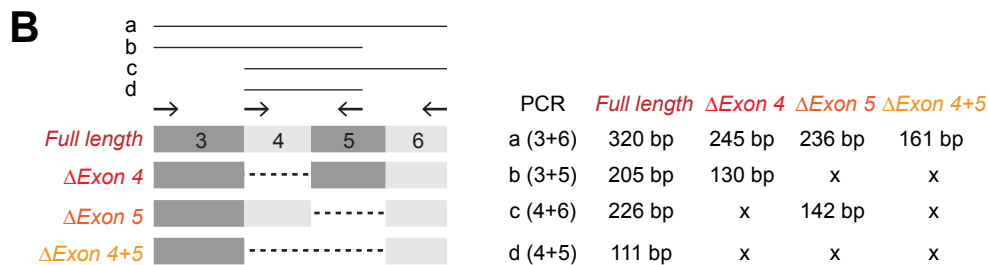 B
a
b
c
d
Full length 3 4 5 6
ΔExon 4
ΔExon 5
ΔExon 4+5
PCR Full length ΔExon 4 ΔExon 5 ΔExon 4+5
a (3+6) 320 bp 245 bp 236 bp 161 bp
b (3+5) 205 bp 130 bp x x
c (4+6) 226 bp x 142 bp x
d (4+5) 111 bp x x x